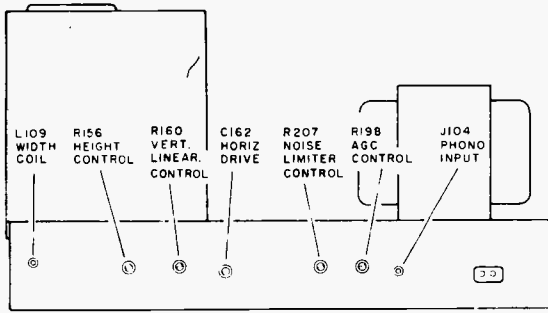 L109
WIDTH
COIL
R156
HEIGHT
CONTROL
R160
VERT.
LINEAR.
CONTROL
C162
HORIZ
DRIVE
R207
NOISE
LIMITER
CONTROL
R198
AGC
CONTROL
J104
PHONO
INPUT